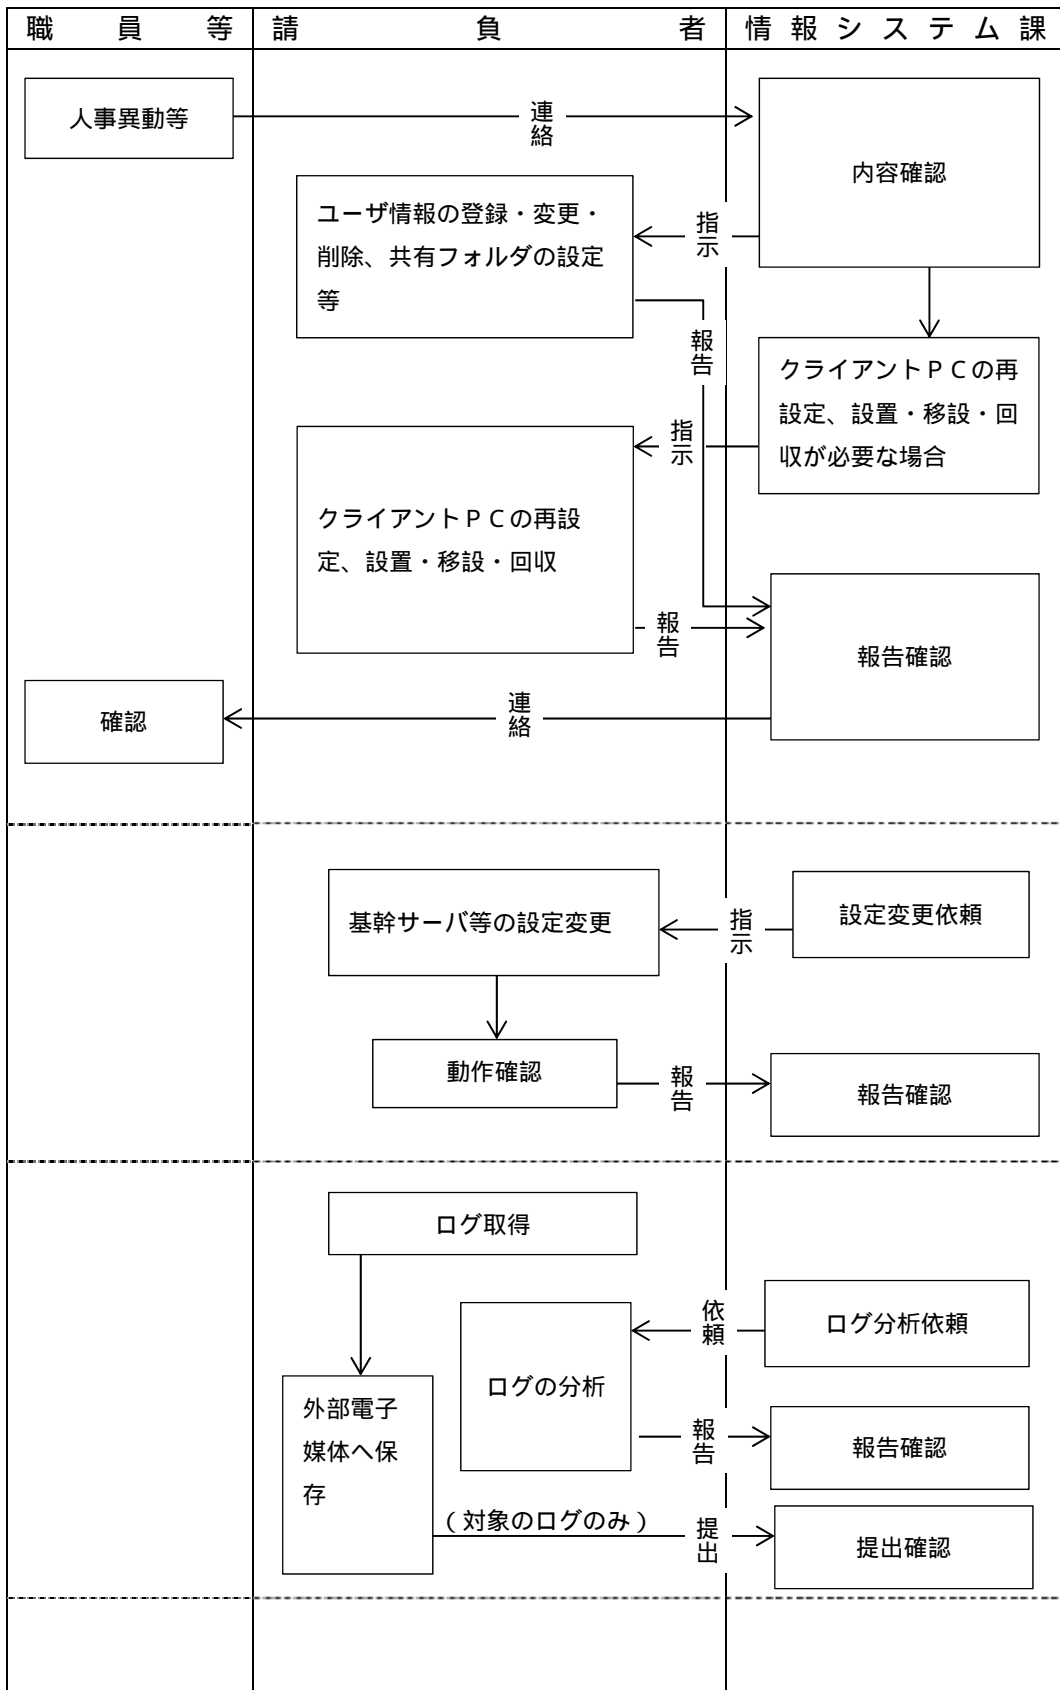 職員等 請負者 情報システム課
人事異動等
連絡
内容確認
ユーザ情報の登録・変更・
削除、共有フォルダの設定
等
指示
報告
クライアントＰＣの再
設定、設置・移設・回
収が必要な場合
指示
クライアントＰＣの再設
定、設置・移設・回収
報告
報告確認
連絡
確認
設定変更依頼
指示
基幹サーバ等の設定変更
動作確認
報告
報告確認
ログ取得
ログ分析依頼
依頼
ログの分析
報告
報告確認
外部電子
媒体へ保
存
（対象のログのみ）
提出
提出確認